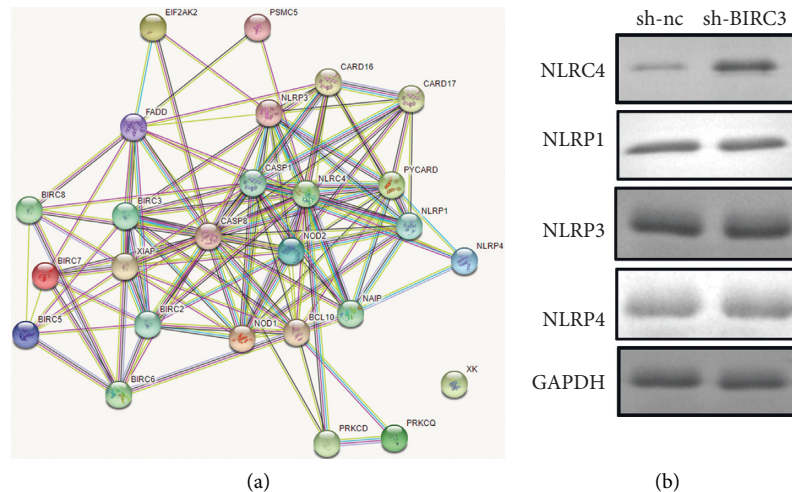 EIF2AK2
PSMC5
CARD16
CARD17
NLRP3
FADD
CASP1
NLRC4
PYCARD
BIRC8
BIRC3
CASP8
NLRP1
NOD2
NLRP4
XIAP
BIRC7
BIRC2
NAIP
BIRC5
NOD1
BCL10
BIRC6
XK
PRKCD
PRKCQ
(a)
sh-nc sh-BIRC3
NLRC4
NLRP1
NLRP3
NLRP4
GAPDH
(b)